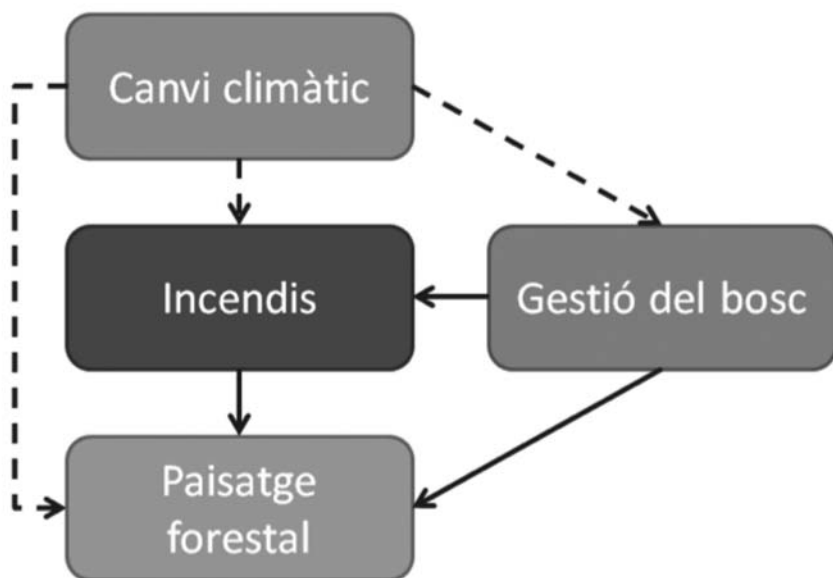 Canvi climàtic
Incendis
Gestió del bosc
Paisatge
forestal